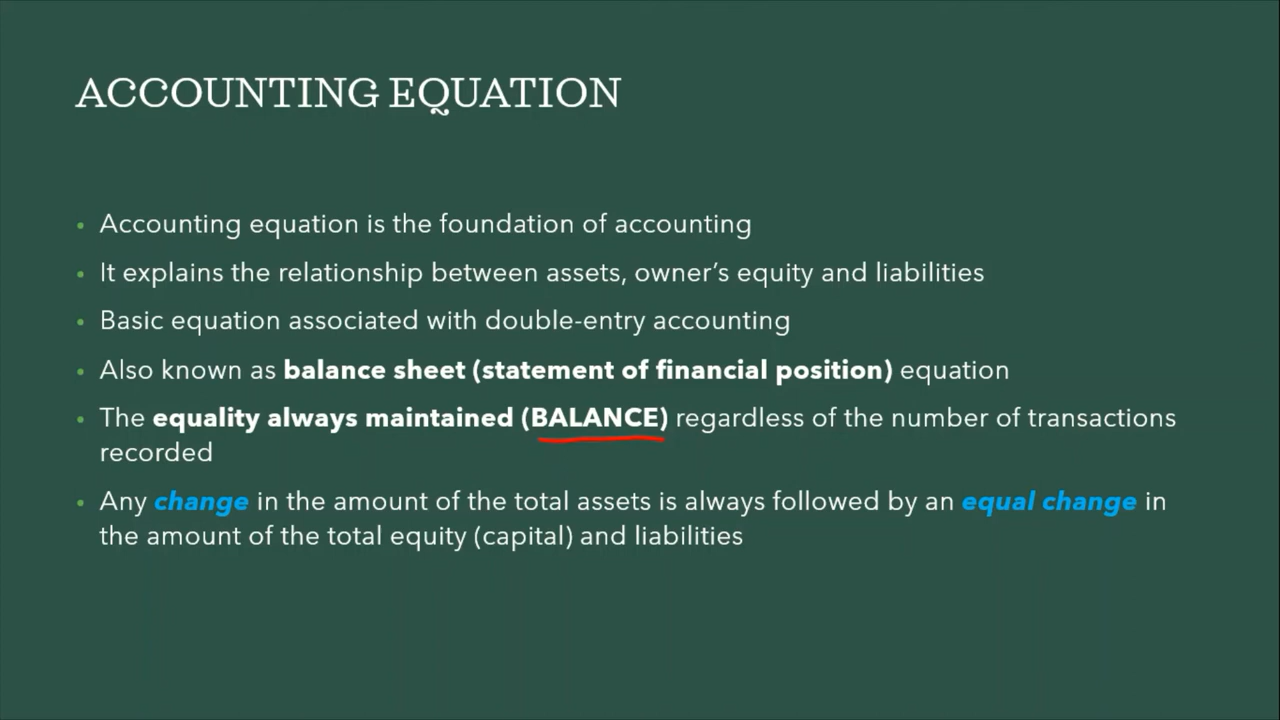 ACCOUNTING EQUATION
• Accounting equation is the foundation of accounting
• It explains the relationship between assets, owner’s equity and liabilities
• Basic equation associated with double-entry accounting
• Also known as balance sheet (statement of financial position) equation
• The equality always maintained (BALANCE) regardless of the number of transactions
recorded
• Any change in the amount of the total assets is always followed by an equal change in
the amount of the total equity (capital) and liabilities